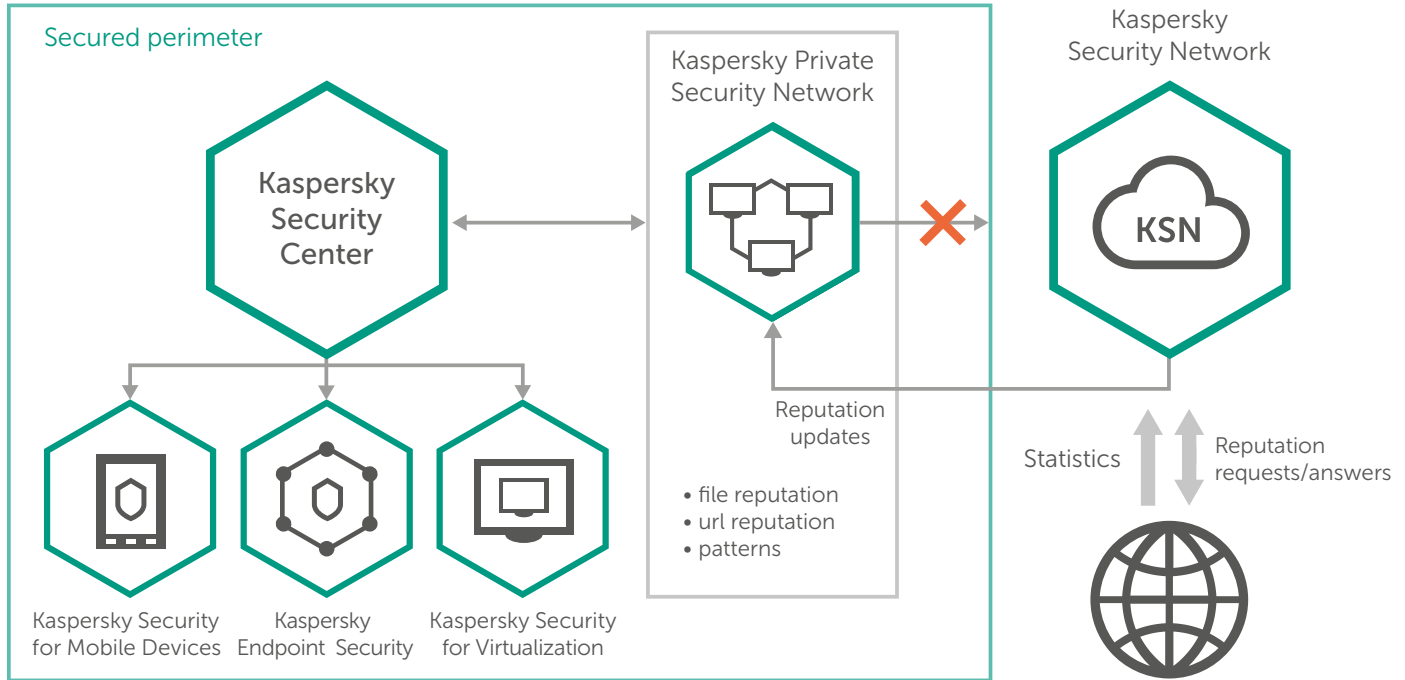 Secured perimeter
Kaspersky
Security
Center
Kaspersky Private
Security Network
Kaspersky
Security Network
KSN
Reputation
updates
• file reputation
• url reputation
• patterns
Statistics
Reputation
requests/answers
Kaspersky Security
for Mobile Devices
Kaspersky
Endpoint Security
Kaspersky Security
for Virtualization